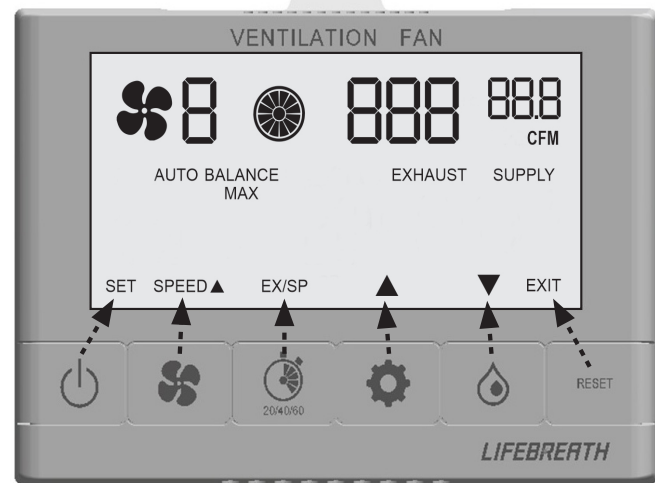 VENTILATION FAN
8 888 88.8
CFM
AUTO BALANCE EXHAUST SUPPLY
MAX
SET SPEED▲ EX/SP ▲ ▼ EXIT
20/40/60 RESET
LIFEBREATH